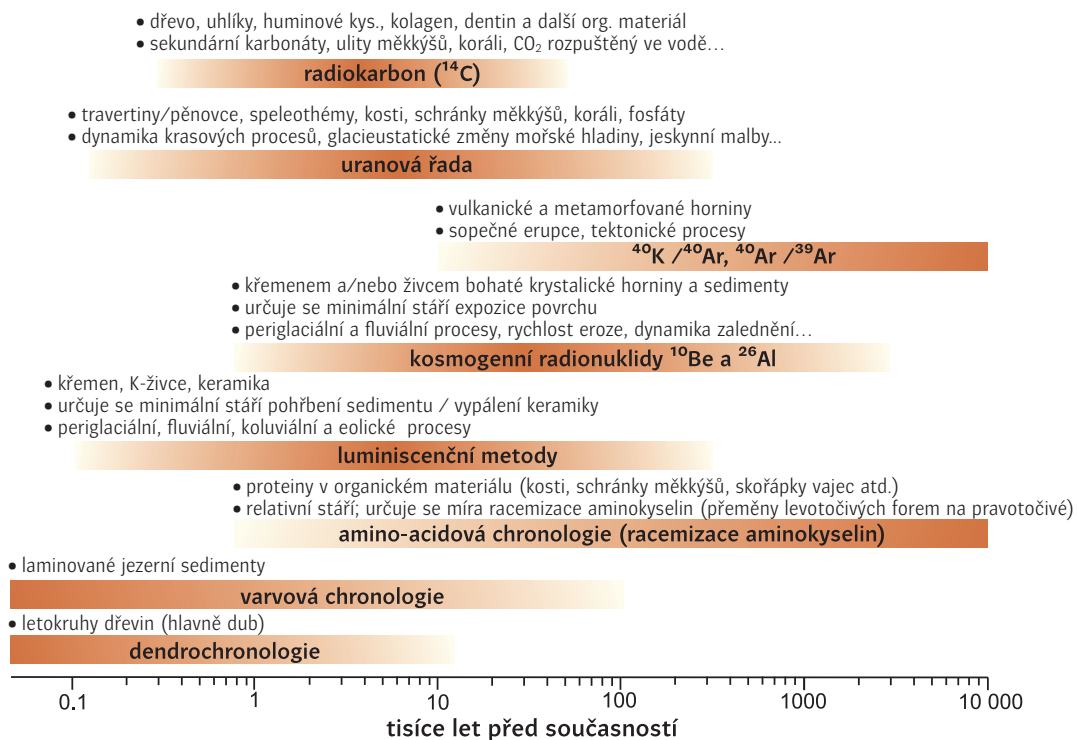 • dřevo, uhlíky, huminové kys., kolagen, dentin a další org. materiál
• sekundární karbonáty, ulity měkkýšů, koráli, CO₂ rozpuštěný ve vodě…
radiokarbon (¹⁴C)
• travertiny/pěnovce, speleothémy, kosti, schránky měkkýšů, koráli, fosfáty
• dynamika krasových procesů, glacieustatické změny mořské hladiny, jeskynní malby...
uranová řada
• vulkanické a metamorfované horniny
• sopečné erupce, tektonické procesy
⁴⁰K /⁴⁰Ar, ⁴⁰Ar /³⁹Ar
• křemenem a/nebo živcem bohaté krystalické horniny a sedimenty
• určuje se minimální stáří expozice povrchu
• periglaciální a fluviální procesy, rychlost eroze, dynamika zalednění…
kosmogenní radionuklidy ¹⁰Be a ²⁶Al
• křemen, K-živce, keramika
• určuje se minimální stáří pohřbení sedimentu / vypálení keramiky
• periglaciální, fluviální, koluviální a eolické procesy
luminiscenční metody
• proteiny v organickém materiálu (kosti, schránky měkkýšů, skořápky vajec atd.)
• relativní stáří; určuje se míra racemizace aminokyselin (přeměny levotočivých forem na pravotočivé)
amino-acidová chronologie (racemizace aminokyselin)
• laminované jezerní sedimenty
varvová chronologie
• letokruhy dřevin (hlavně dub)
dendrochronologie
0.1 1 10 100 1000 10 000
tisíce let před současností